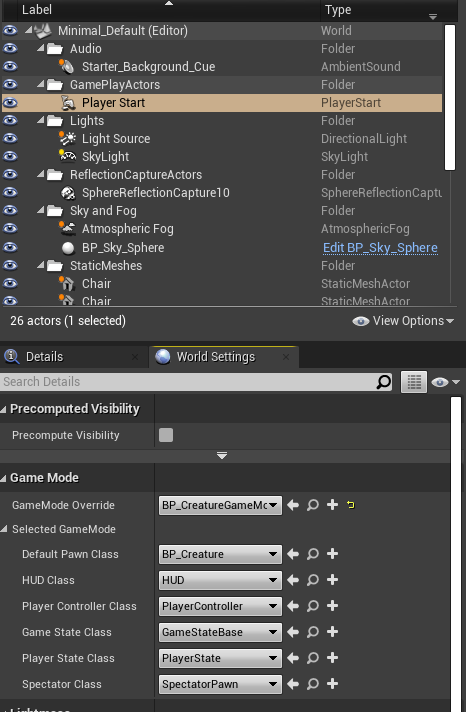 Label Type
Minimal_Default (Editor) World
Audio Folder
Starter_Background_Cue AmbientSound
GamePlayActors Folder
Player Start PlayerStart
Lights Folder
Light Source DirectionalLight
SkyLight SkyLight
ReflectionCaptureActors Folder
SphereReflectionCapture10 SphereReflectionCaptu
Sky and Fog Folder
Atmospheric Fog AtmosphericFog
BP_Sky_Sphere Edit BP_Sky_Sphere
StaticMeshes Folder
Chair StaticMeshActor
Chair StaticMeshActor
26 actors (1 selected) View Options
Details World Settings
Search Details
Precomputed Visibility
Precompute Visibility
Game Mode
GameMode Override BP_CreatureGameMo
Selected GameMode
Default Pawn Class BP_Creature
HUD Class HUD
Player Controller Class PlayerController
Game State Class GameStateBase
Player State Class PlayerState
Spectator Class SpectatorPawn